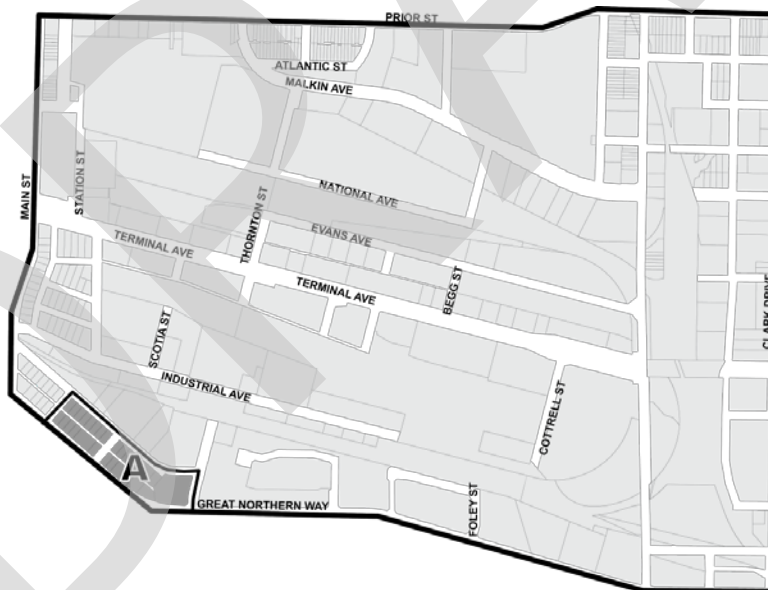 PRIOR ST
ATLANTIC ST
MALKIN AVE
MAIN ST
STATION ST
NATIONAL AVE
THORNTON ST
EVANS AVE
TERMINAL AVE
TERMINAL AVE
BEGG ST
SCOTIA ST
INDUSTRIAL AVE
COTTRELL ST
A
GREAT NORTHERN WAY
FOLEY ST
CLARK DRIVE